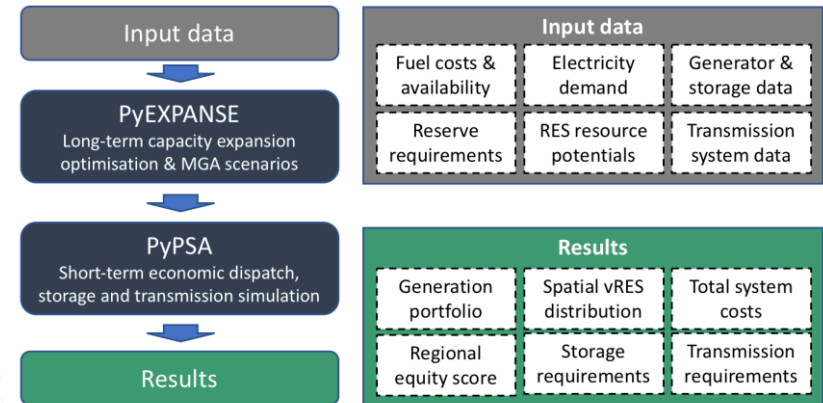 Input data
PyEXPANSE
Long-term capacity expansion
optimisation & MGA scenarios
PyPSA
Short-term economic dispatch,
storage and transmission simulation
Results
Input data
Fuel costs &
availability
Electricity
demand
Generator &
storage data
Reserve
requirements
RES resource
potentials
Transmission
system data
Results
Generation
portfolio
Spatial vRES
distribution
Total system
costs
Regional
equity score
Storage
requirements
Transmission
requirements